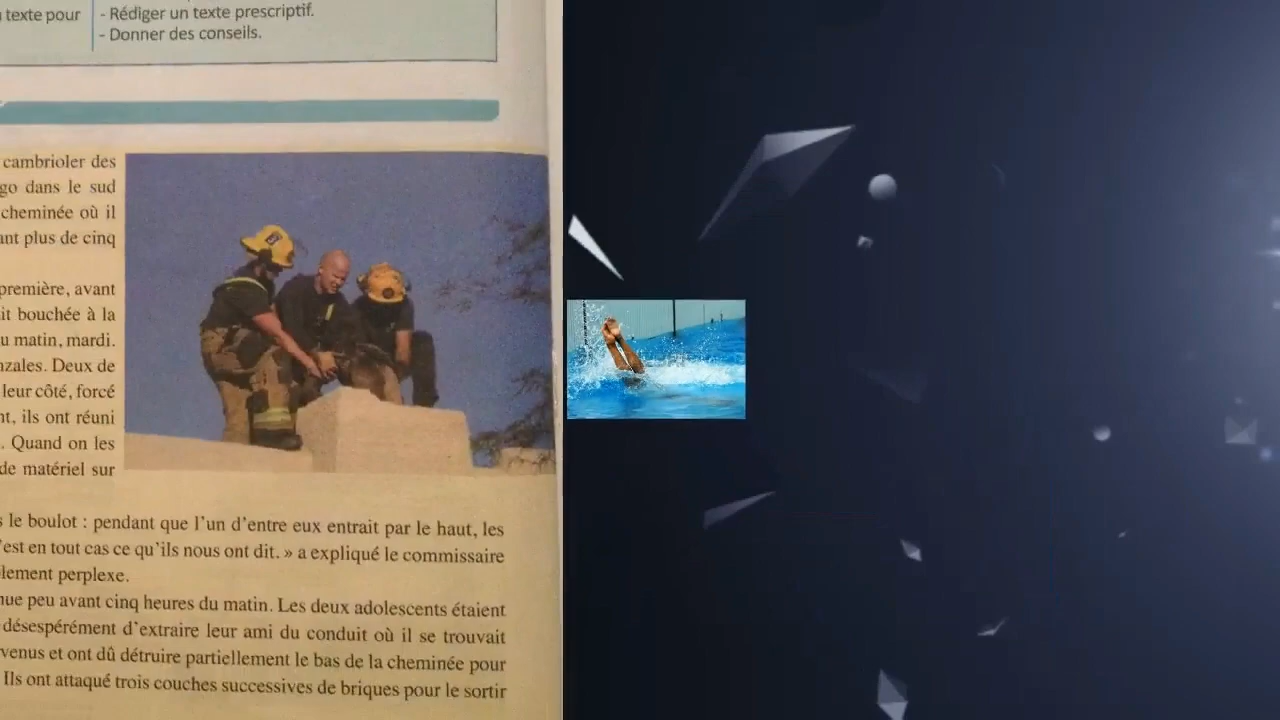 texte pour
- Rédiger un texte prescriptif.
- Donner des conseils.
cambrioler des
go dans le sud
cheminée où il
ant plus de cinq
première, avant
it bouchée à la
u matin, mardi.
nzales. Deux de
leur côté, forcé
nt, ils ont réuni
. Quand on les
de matériel sur
s le boulot : pendant que l'un d'entre eux entrait par le haut, les
'est en tout cas ce qu'ils nous ont dit. » a expliqué le commissaire
lement perplexe.
nue peu avant cinq heures du matin. Les deux adolescents étaient
désespérément d'extraire leur ami du conduit où il se trouvait
venus et ont dû détruire partiellement le bas de la cheminée pour
Ils ont attaqué trois couches successives de briques pour le sortir